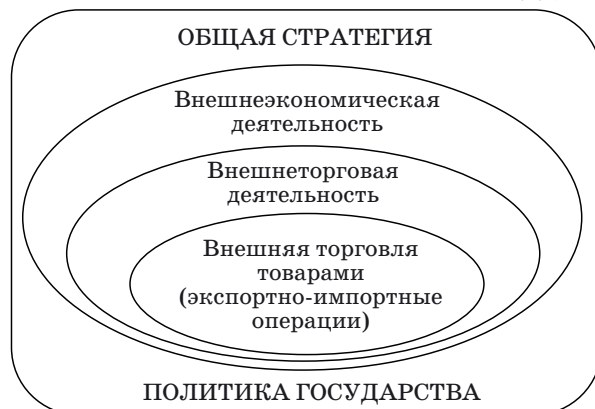 ОБЩАЯ СТРАТЕГИЯ
Внешнеэкономическая
деятельность
Внешнеторговая
деятельность
Внешняя торговля
товарами
(экспортно-импортные
операции)
ПОЛИТИКА ГОСУДАРСТВА